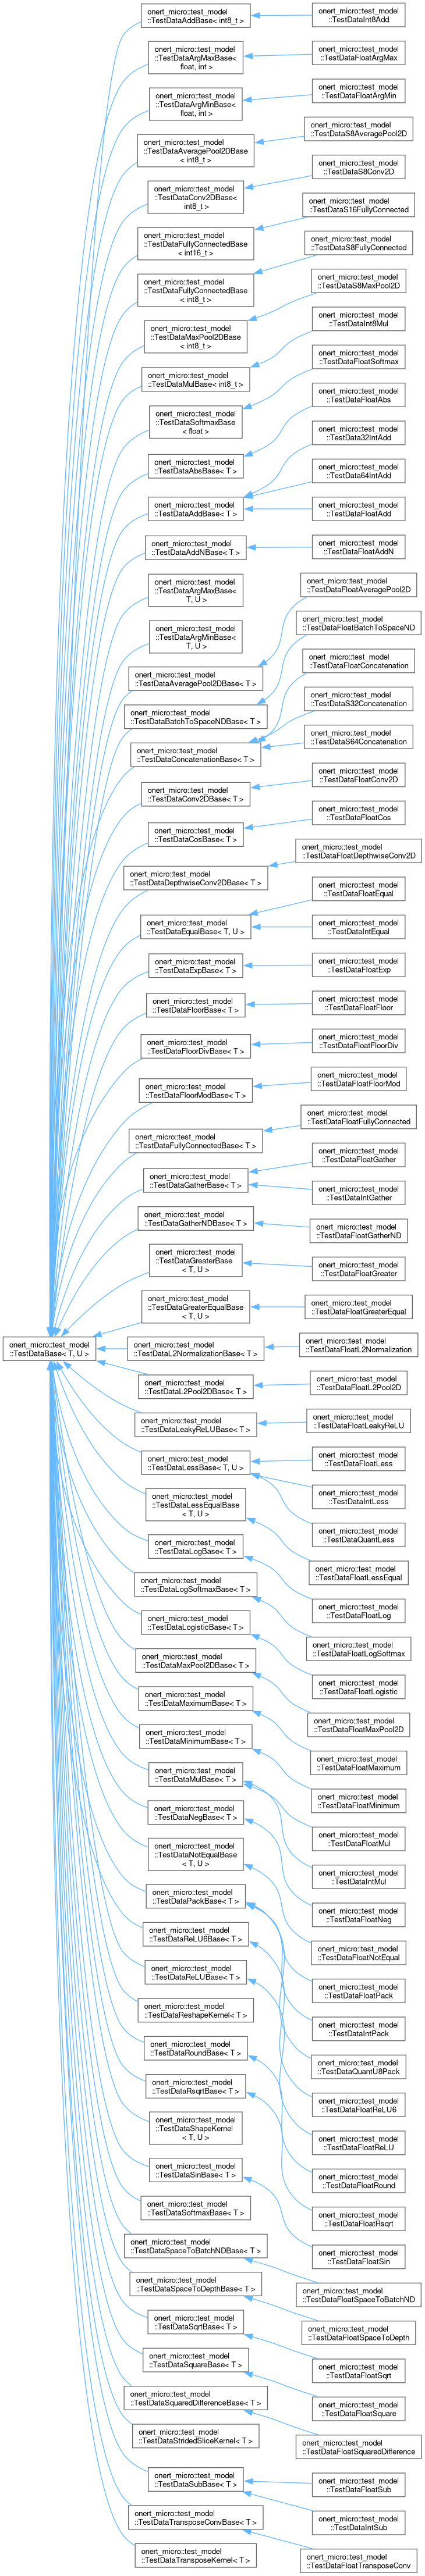 onert_micro::test_model
::TestDataBase< T, U >
onert_micro::test_model
::TestDataAddBase< int8_t >
onert_micro::test_model
::TestDataArgMaxBase<
float, int >
onert_micro::test_model
::TestDataArgMinBase<
float, int >
onert_micro::test_model
::TestDataAveragePool2DBase
< int8_t >
onert_micro::test_model
::TestDataConv2DBase<
int8_t >
onert_micro::test_model
::TestDataFullyConnectedBase
< int16_t >
onert_micro::test_model
::TestDataFullyConnectedBase
< int8_t >
onert_micro::test_model
::TestDataMaxPool2DBase
< int8_t >
onert_micro::test_model
::TestDataMulBase< int8_t >
onert_micro::test_model
::TestDataSoftmaxBase
< float >
onert_micro::test_model
::TestDataAbsBase< T >
onert_micro::test_model
::TestDataAddBase< T >
onert_micro::test_model
::TestDataAddNBase< T >
onert_micro::test_model
::TestDataArgMaxBase<
T, U >
onert_micro::test_model
::TestDataArgMinBase<
T, U >
onert_micro::test_model
::TestDataAveragePool2DBase< T >
onert_micro::test_model
::TestDataBatchToSpaceNDBase< T >
onert_micro::test_model
::TestDataConcatenationBase< T >
onert_micro::test_model
::TestDataConv2DBase< T >
onert_micro::test_model
::TestDataCosBase< T >
onert_micro::test_model
::TestDataDepthwiseConv2DBase< T >
onert_micro::test_model
::TestDataEqualBase< T, U >
onert_micro::test_model
::TestDataExpBase< T >
onert_micro::test_model
::TestDataFloorBase< T >
onert_micro::test_model
::TestDataFloorDivBase< T >
onert_micro::test_model
::TestDataFloorModBase< T >
onert_micro::test_model
::TestDataFullyConnectedBase< T >
onert_micro::test_model
::TestDataGatherBase< T >
onert_micro::test_model
::TestDataGatherNDBase< T >
onert_micro::test_model
::TestDataGreaterBase
< T, U >
onert_micro::test_model
::TestDataGreaterEqualBase
< T, U >
onert_micro::test_model
::TestDataL2NormalizationBase< T >
onert_micro::test_model
::TestDataL2Pool2DBase< T >
onert_micro::test_model
::TestDataLeakyReLUBase< T >
onert_micro::test_model
::TestDataLessBase< T, U >
onert_micro::test_model
::TestDataLessEqualBase
< T, U >
onert_micro::test_model
::TestDataLogBase< T >
onert_micro::test_model
::TestDataLogSoftmaxBase< T >
onert_micro::test_model
::TestDataLogisticBase< T >
onert_micro::test_model
::TestDataMaxPool2DBase< T >
onert_micro::test_model
::TestDataMaximumBase< T >
onert_micro::test_model
::TestDataMinimumBase< T >
onert_micro::test_model
::TestDataMulBase< T >
onert_micro::test_model
::TestDataNegBase< T >
onert_micro::test_model
::TestDataNotEqualBase
< T, U >
onert_micro::test_model
::TestDataPackBase< T >
onert_micro::test_model
::TestDataReLU6Base< T >
onert_micro::test_model
::TestDataReLUBase< T >
onert_micro::test_model
::TestDataReshapeKernel< T >
onert_micro::test_model
::TestDataRoundBase< T >
onert_micro::test_model
::TestDataRsqrtBase< T >
onert_micro::test_model
::TestDataShapeKernel
< T, U >
onert_micro::test_model
::TestDataSinBase< T >
onert_micro::test_model
::TestDataSoftmaxBase< T >
onert_micro::test_model
::TestDataSpaceToBatchNDBase< T >
onert_micro::test_model
::TestDataSpaceToDepthBase< T >
onert_micro::test_model
::TestDataSqrtBase< T >
onert_micro::test_model
::TestDataSquareBase< T >
onert_micro::test_model
::TestDataSquaredDifferenceBase< T >
onert_micro::test_model
::TestDataStridedSliceKernel< T >
onert_micro::test_model
::TestDataSubBase< T >
onert_micro::test_model
::TestDataTransposeConvBase< T >
onert_micro::test_model
::TestDataTransposeKernel< T >
onert_micro::test_model
::TestDataInt8Add
onert_micro::test_model
::TestDataFloatArgMax
onert_micro::test_model
::TestDataFloatArgMin
onert_micro::test_model
::TestDataS8AveragePool2D
onert_micro::test_model
::TestDataS8Conv2D
onert_micro::test_model
::TestDataS16FullyConnected
onert_micro::test_model
::TestDataS8FullyConnected
onert_micro::test_model
::TestDataS8MaxPool2D
onert_micro::test_model
::TestDataInt8Mul
onert_micro::test_model
::TestDataFloatSoftmax
onert_micro::test_model
::TestDataFloatAbs
onert_micro::test_model
::TestData32IntAdd
onert_micro::test_model
::TestData64IntAdd
onert_micro::test_model
::TestDataFloatAdd
onert_micro::test_model
::TestDataFloatAddN
onert_micro::test_model
::TestDataFloatAveragePool2D
onert_micro::test_model
::TestDataFloatBatchToSpaceND
onert_micro::test_model
::TestDataFloatConcatenation
onert_micro::test_model
::TestDataS32Concatenation
onert_micro::test_model
::TestDataS64Concatenation
onert_micro::test_model
::TestDataFloatConv2D
onert_micro::test_model
::TestDataFloatCos
onert_micro::test_model
::TestDataFloatDepthwiseConv2D
onert_micro::test_model
::TestDataFloatEqual
onert_micro::test_model
::TestDataIntEqual
onert_micro::test_model
::TestDataFloatExp
onert_micro::test_model
::TestDataFloatFloor
onert_micro::test_model
::TestDataFloatFloorDiv
onert_micro::test_model
::TestDataFloatFloorMod
onert_micro::test_model
::TestDataFloatFullyConnected
onert_micro::test_model
::TestDataFloatGather
onert_micro::test_model
::TestDataIntGather
onert_micro::test_model
::TestDataFloatGatherND
onert_micro::test_model
::TestDataFloatGreater
onert_micro::test_model
::TestDataFloatGreaterEqual
onert_micro::test_model
::TestDataFloatL2Normalization
onert_micro::test_model
::TestDataFloatL2Pool2D
onert_micro::test_model
::TestDataFloatLeakyReLU
onert_micro::test_model
::TestDataFloatLess
onert_micro::test_model
::TestDataIntLess
onert_micro::test_model
::TestDataQuantLess
onert_micro::test_model
::TestDataFloatLessEqual
onert_micro::test_model
::TestDataFloatLog
onert_micro::test_model
::TestDataFloatLogSoftmax
onert_micro::test_model
::TestDataFloatLogistic
onert_micro::test_model
::TestDataFloatMaxPool2D
onert_micro::test_model
::TestDataFloatMaximum
onert_micro::test_model
::TestDataFloatMinimum
onert_micro::test_model
::TestDataFloatMul
onert_micro::test_model
::TestDataIntMul
onert_micro::test_model
::TestDataFloatNeg
onert_micro::test_model
::TestDataFloatNotEqual
onert_micro::test_model
::TestDataFloatPack
onert_micro::test_model
::TestDataIntPack
onert_micro::test_model
::TestDataQuantU8Pack
onert_micro::test_model
::TestDataFloatReLU6
onert_micro::test_model
::TestDataFloatReLU
onert_micro::test_model
::TestDataFloatRound
onert_micro::test_model
::TestDataFloatRsqrt
onert_micro::test_model
::TestDataFloatSin
onert_micro::test_model
::TestDataFloatSpaceToBatchND
onert_micro::test_model
::TestDataFloatSpaceToDepth
onert_micro::test_model
::TestDataFloatSqrt
onert_micro::test_model
::TestDataFloatSquare
onert_micro::test_model
::TestDataFloatSquaredDifference
onert_micro::test_model
::TestDataFloatSub
onert_micro::test_model
::TestDataIntSub
onert_micro::test_model
::TestDataFloatTransposeConv